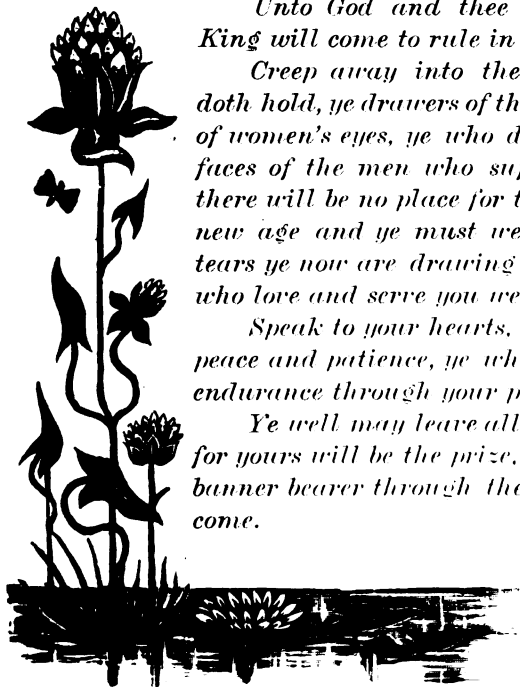 Unto God and thee
King will come to rule in
Creep away into the
doth hold, ye drawers of th
of women's eyes, ye who d
faces of the men who sup
there will be no place for t
new age and ye must we
tears ye now are drawing
who love and serve you we
Speak to your hearts,
peace and patience, ye wh
endurance through your p
Ye well may leave all
for yours will be the prize,
banner bearer through the
come.